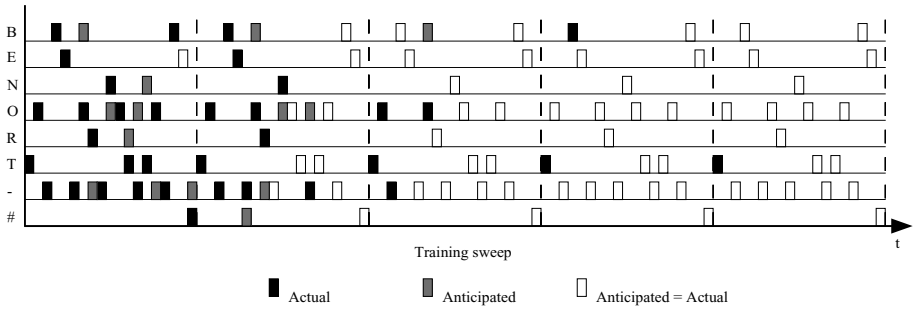 B
E
N
O
R
T
-
#
t
Training sweep
Actual Anticipated Anticipated = Actual